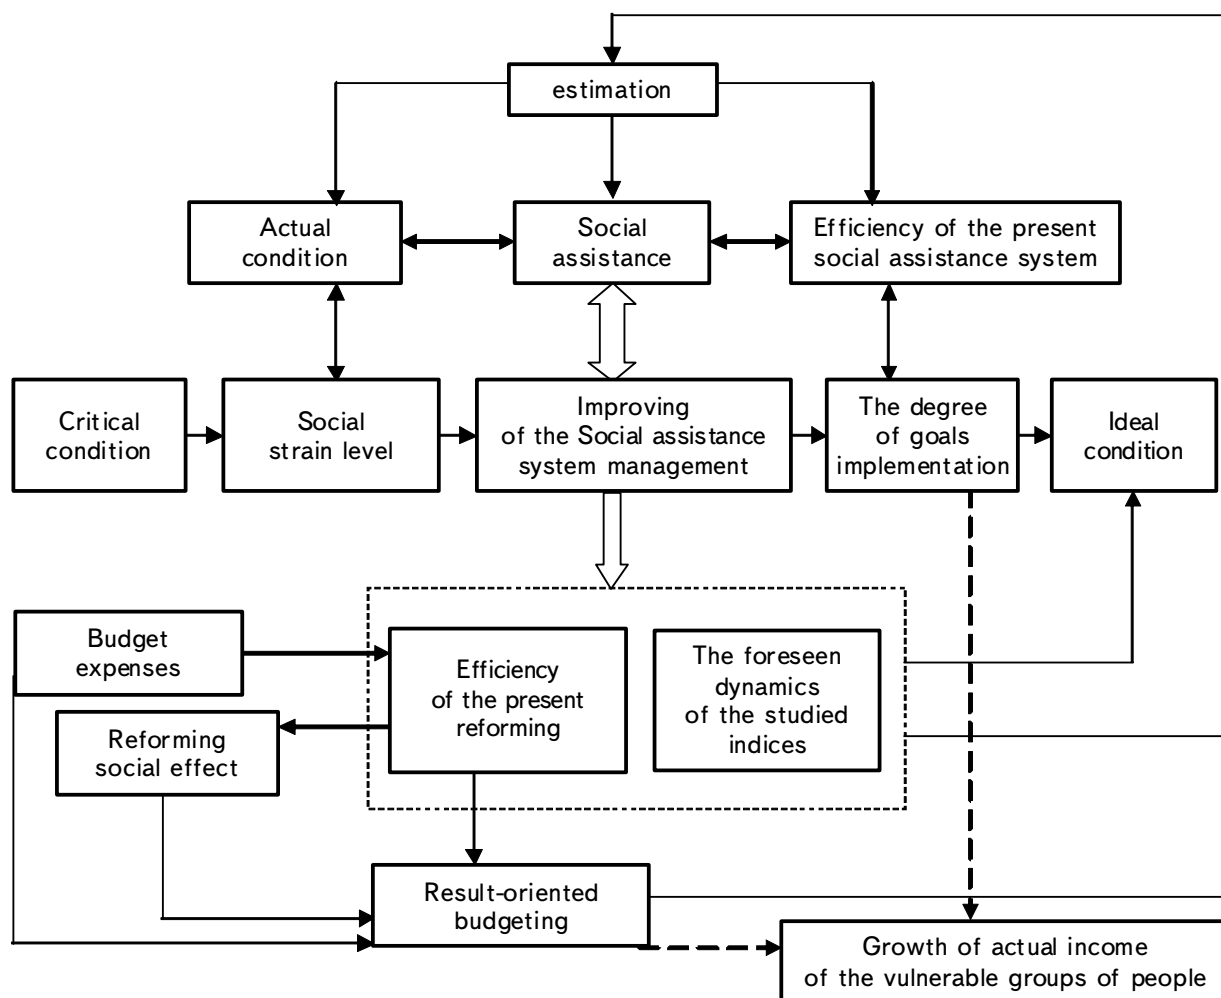 estimation
Actual
condition
Social
assistance
Efficiency of the present
social assistance system
Critical
condition
Social
strain level
Improving
of the Social assistance
system management
The degree
of goals
implementation
Ideal
condition
Budget
expenses
Efficiency
of the present
reforming
The foreseen
dynamics
of the studied
indices
Reforming
social effect
Result-oriented
budgeting
Growth of actual income
of the vulnerable groups of people